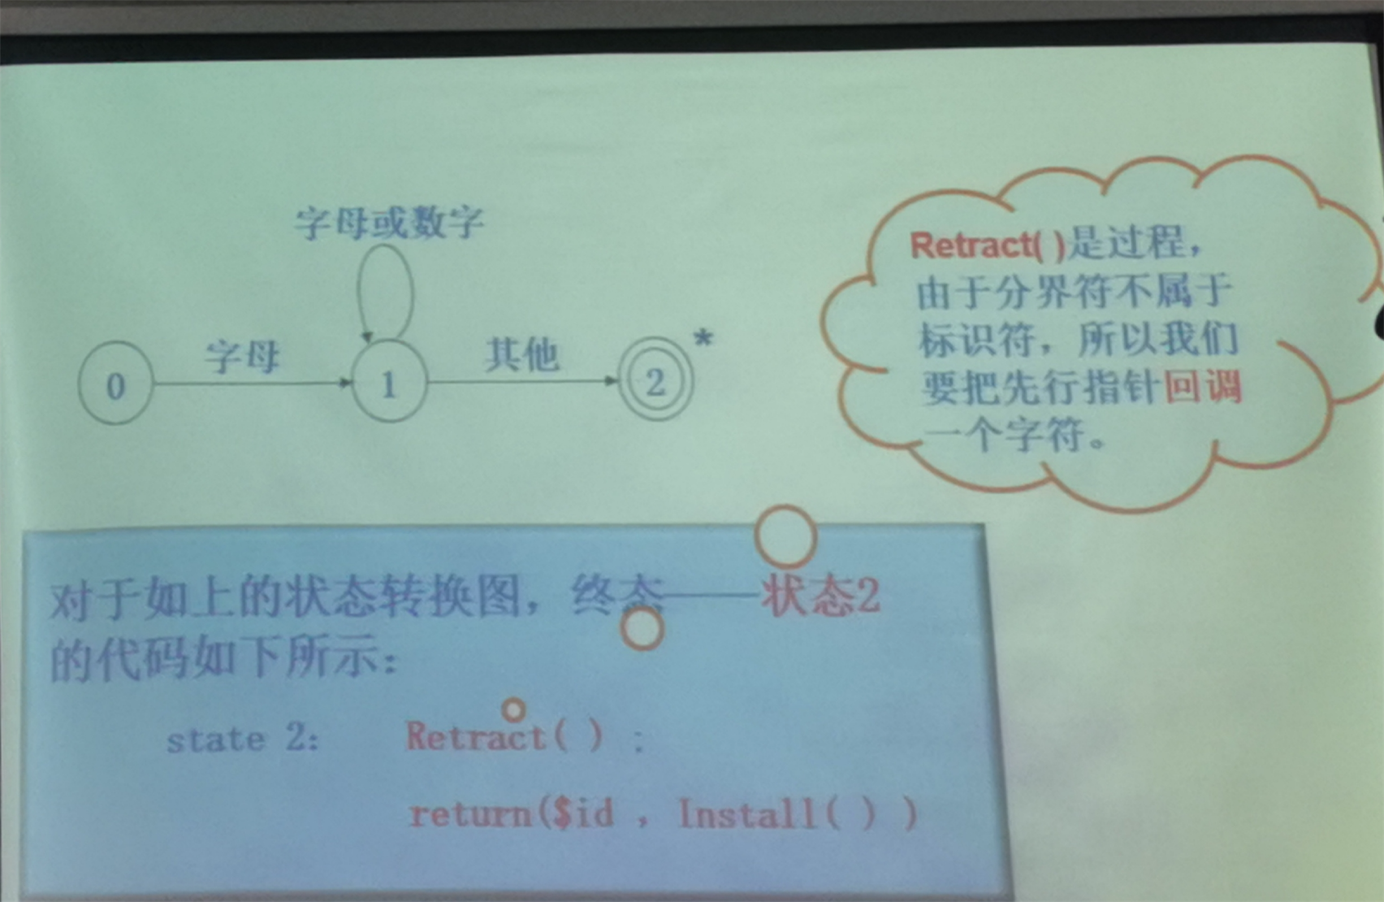 字母或数字
字母
其他
0
1
2
*
Retract( )是过程，
由于分界符不属于
标识符，所以我们
要把先行指针回调
一个字符。
对于如上的状态转换图，终态——状态2
的代码如下所示：
state 2: Retract( ) ;
return($id , Install( ) )